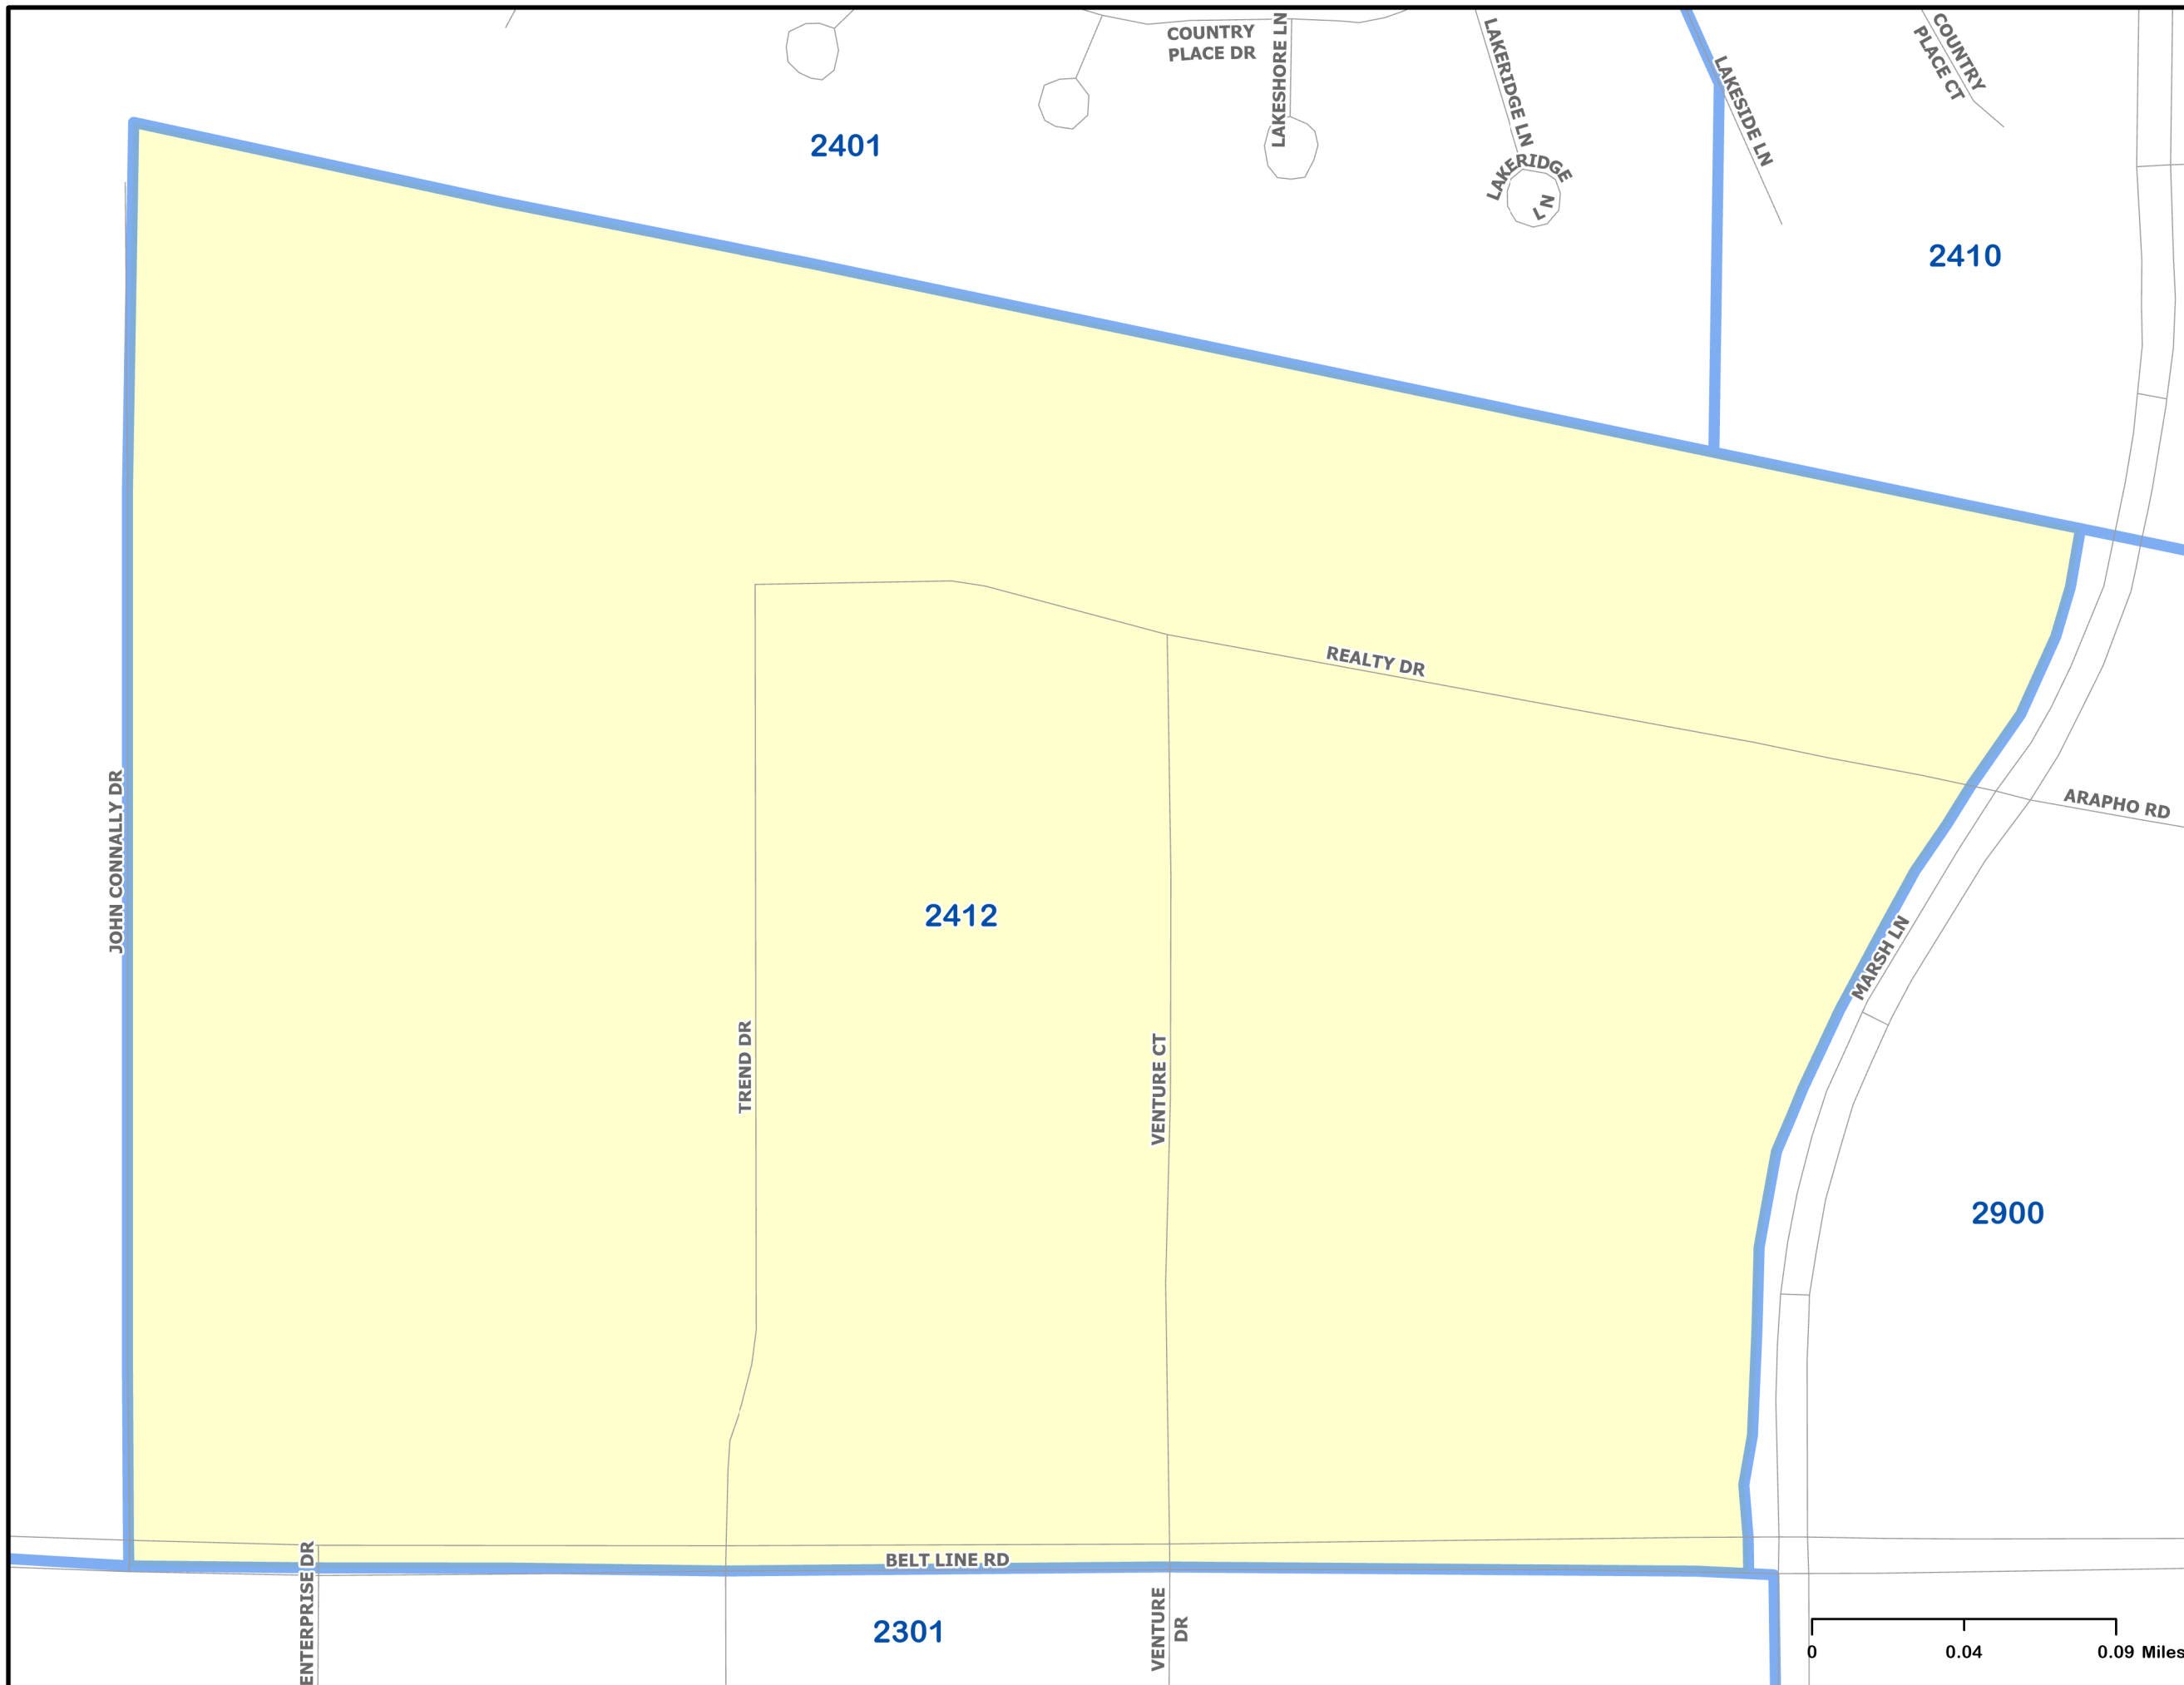 COUNTRY
PLACE DR
LAKESHORE LN
LAKERIDGE LN
LAKESIDE LN
COUNTRY
PLACE CT
2401
LAKERIDGE
LN
2410
REALTY DR
ARAPHO RD
JOHN CONNALLY DR
2412
MARSH LN
TREND DR
VENTURE CT
2900
BELT LINE RD
ENTERPRISE DR
2301
VENTURE
DR
0 0.04 0.09 Miles